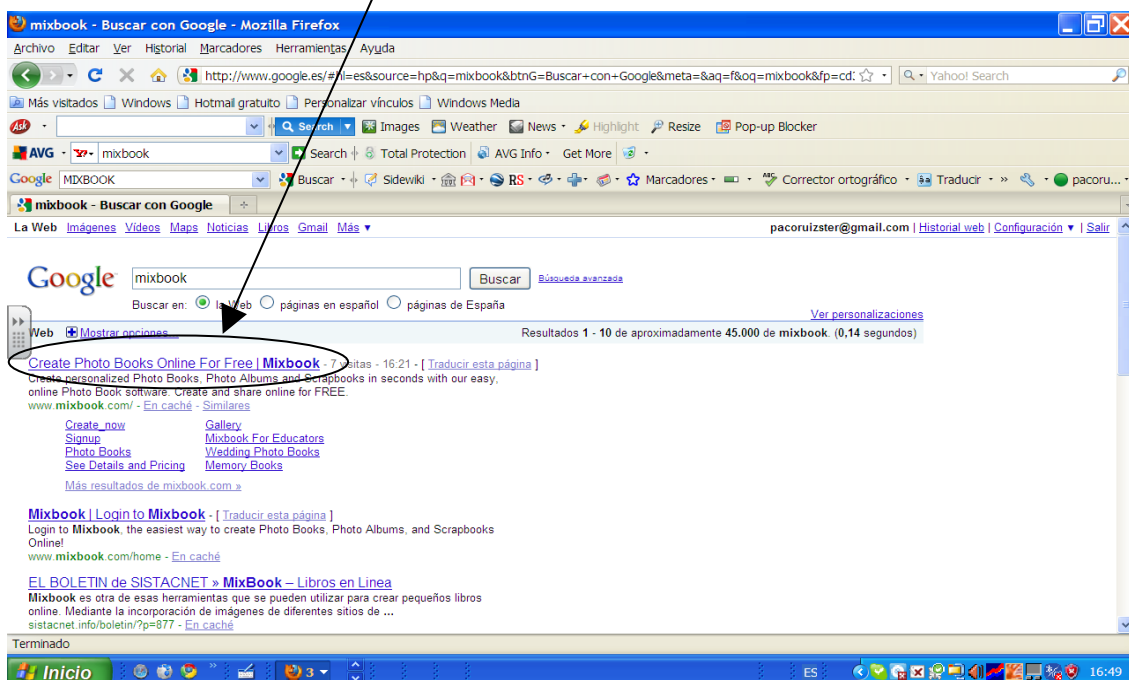 mixbook - Buscar con Google - Mozilla Firefox
Archivo Editar Ver Historial Marcadores Herramientas Ayuda
http://www.google.es/#hl=es&source=hp&q=mixbook&btnG=Buscar+con+Google&meta=&aq=f&oq=mixbook&fp=cd: Yahoo! Search
Más visitados Windows Hotmail gratuito Personalizar vínculos Windows Media
Ask Search Images Weather News Highlight Resize Pop-up Blocker
AVG Y7 mixbook Search Total Protection AVG Info Get More
Google MIXBOOK Buscar Sidewiki RS Marcadores ABC Corrector ortográfico Traducir » pacoru...
mixbook - Buscar con Google
La Web Imágenes Vídeos Maps Noticias Libros Gmail Más ▼ pacoruizster@gmail.com | Historial web | Configuración ▼ | Salir
Google mixbook Buscar Búsqueda avanzada
Buscar en: la Web páginas en español páginas de España
Ver personalizaciones
Web Mostrar opciones... Resultados 1 - 10 de aproximadamente 45.000 de mixbook. (0,14 segundos)
Create Photo Books Online For Free | Mixbook - 7 visitas - 16:21 - [ Traducir esta página ]
Create personalized Photo Books, Photo Albums and Scrapbooks in seconds with our easy,
online Photo Book software. Create and share online for FREE.
www.mixbook.com/ - En caché - Similares
Create_now Gallery
Signup Mixbook For Educators
Photo Books Wedding Photo Books
See Details and Pricing Memory Books
Más resultados de mixbook.com »
Mixbook | Login to Mixbook - [ Traducir esta página ]
Login to Mixbook, the easiest way to create Photo Books, Photo Albums, and Scrapbooks
Online!
www.mixbook.com/home - En caché
EL BOLETIN de SISTACNET » MixBook – Libros en Linea
Mixbook es otra de esas herramientas que se pueden utilizar para crear pequeños libros
online. Mediante la incorporación de imágenes de diferentes sitios de ...
sistacnet.info/boletin/?p=877 - En caché
Terminado
Inicio » 3 ES 16:49